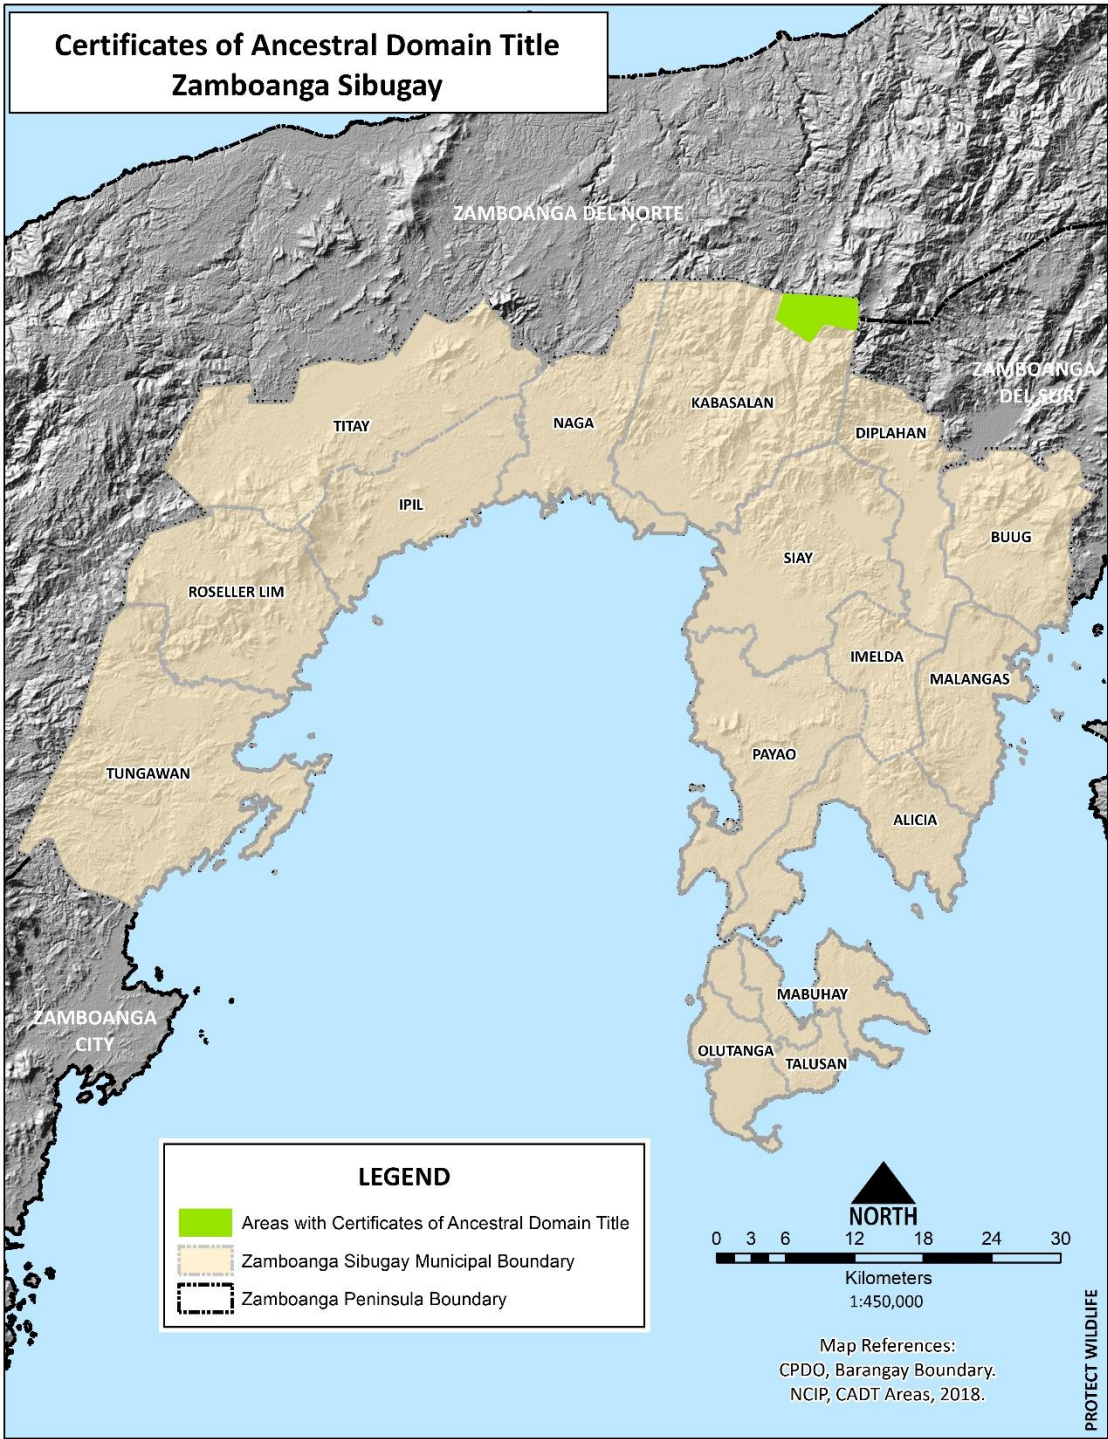 Certificates of Ancestral Domain Title
Zamboanga Sibugay
ZAMBOANGA DEL NORTE
ZAMBOANGA
DEL SUR
KABASALAN
NAGA
TITAY
DIPLAHAN
IPIL
BUUG
SIAY
ROSELLER LIM
IMELDA
MALANGAS
PAYAO
TUNGAWAN
ALICIA
MABUHAY
ZAMBOANGA
CITY
OLUTANGA
TALUSAN
LEGEND
Areas with Certificates of Ancestral Domain Title
Zamboanga Sibugay Municipal Boundary
Zamboanga Peninsula Boundary
NORTH
0 3 6 12 18 24 30
Kilometers
1:450,000
Map References:
CPDO, Barangay Boundary.
NCIP, CADT Areas, 2018.
PROTECT WILDLIFE